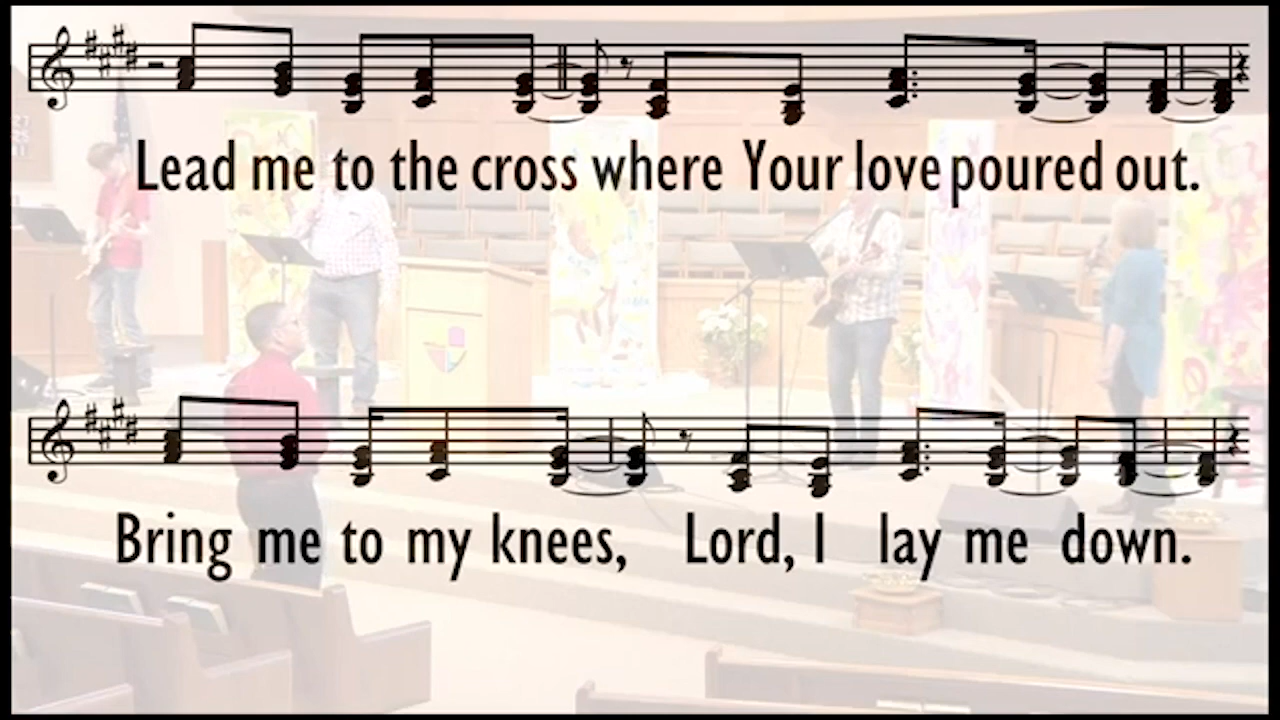 Lead me to the cross where Your love poured out.
Bring me to my knees, Lord, I lay me down.